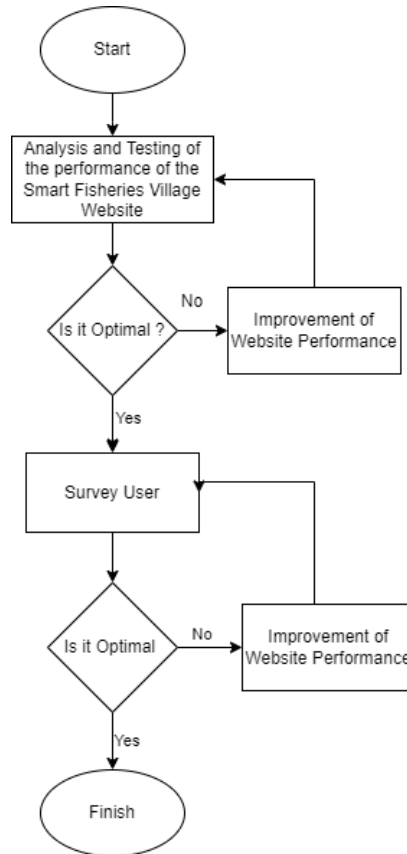 Start
Analysis and Testing of
the performance of the
Smart Fisheries Village
Website
No
Is it Optimal ?
Improvement of
Website Performance
Yes
Survey User
Is it Optimal
No
Improvement of
Website Performance
Yes
Finish